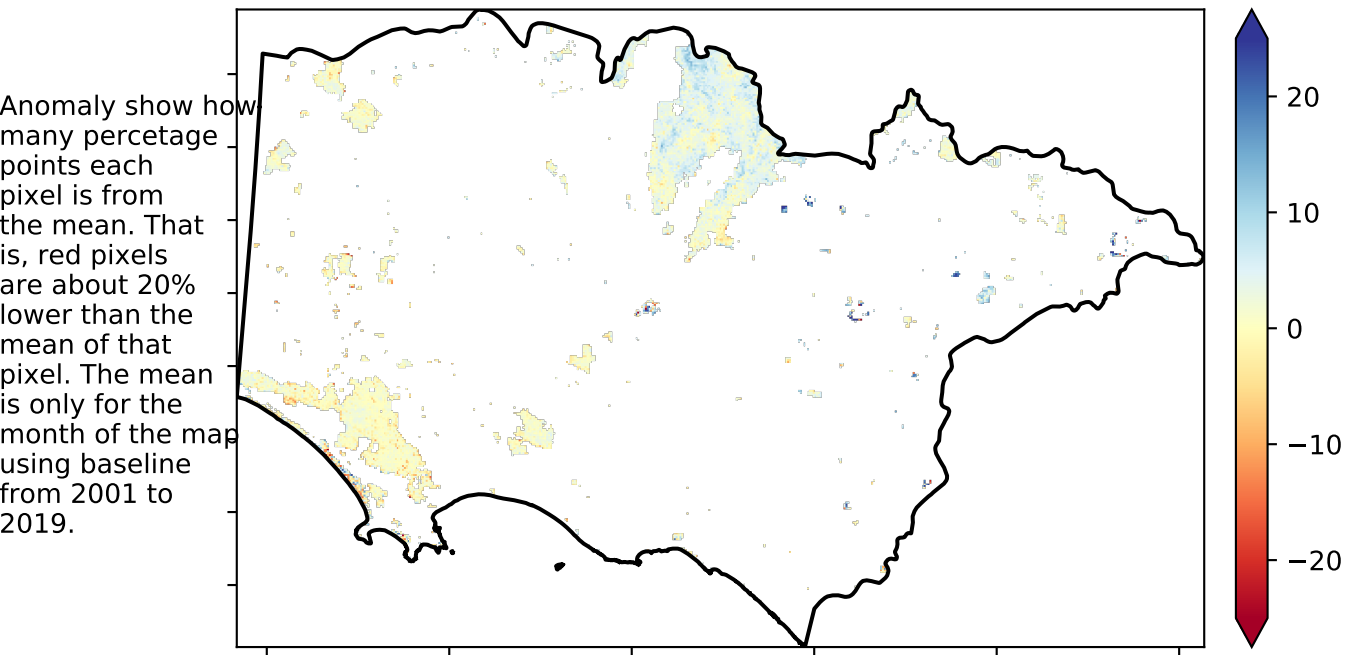 Anomaly show how
many percetage
points each
pixel is from
the mean. That
is, red pixels
are about 20%
lower than the
mean of that
pixel. The mean
is only for the
month of the map
using baseline
from 2001 to
2019.
20
10
0
−10
−20